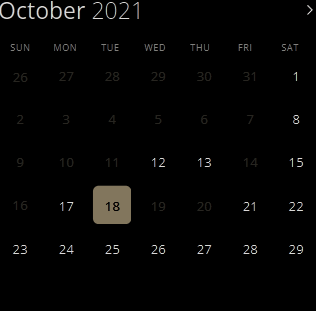 October 2021
SUN MON TUE WED THU FRI SAT
26 27 28 29 30 31 1
2 3 4 5 6 7 8
9 10 11 12 13 14 15
16 17 18 19 20 21 22
23 24 25 26 27 28 29